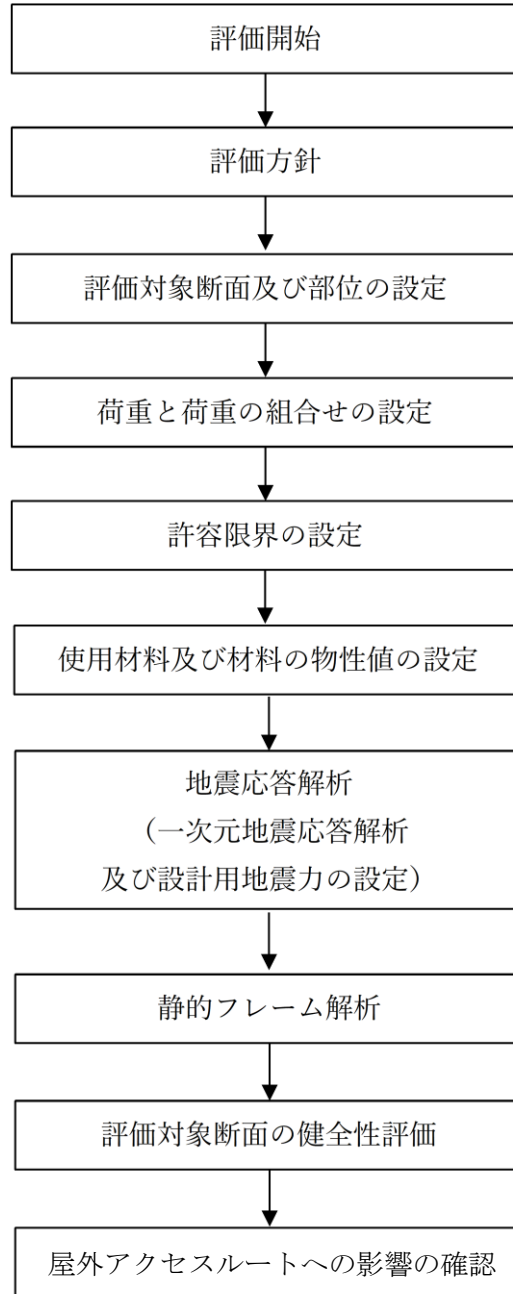 評価開始
評価方針
評価対象断面及び部位の設定
荷重と荷重の組合せの設定
許容限界の設定
使用材料及び材料の物性値の設定
地震応答解析
（一次元地震応答解析
及び設計用地震力の設定）
静的フレーム解析
評価対象断面の健全性評価
屋外アクセスルートへの影響の確認